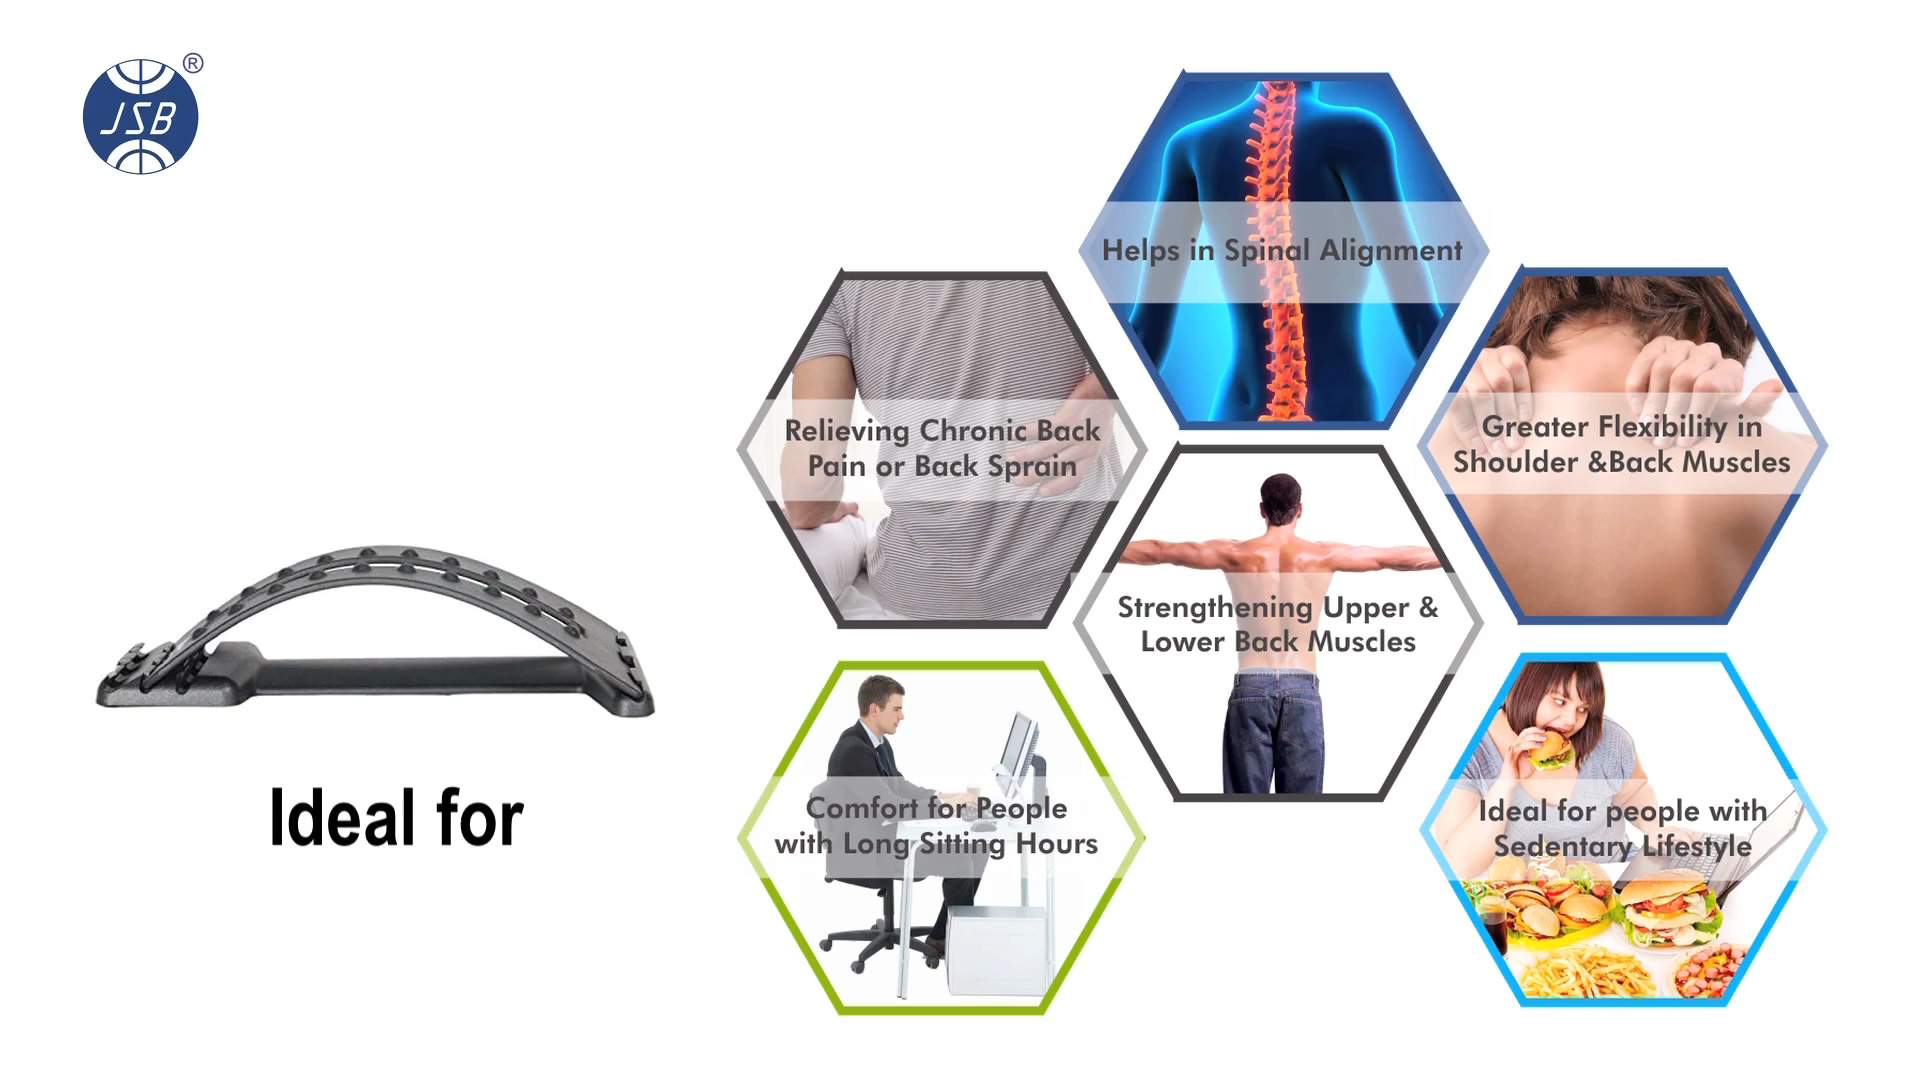 JSB
®
Helps in Spinal Alignment
Relieving Chronic Back
Pain or Back Sprain
Greater Flexibility in
Shoulder &Back Muscles
Strengthening Upper &
Lower Back Muscles
Ideal for
Comfort for People
with Long Sitting Hours
Ideal for people with
Sedentary Lifestyle